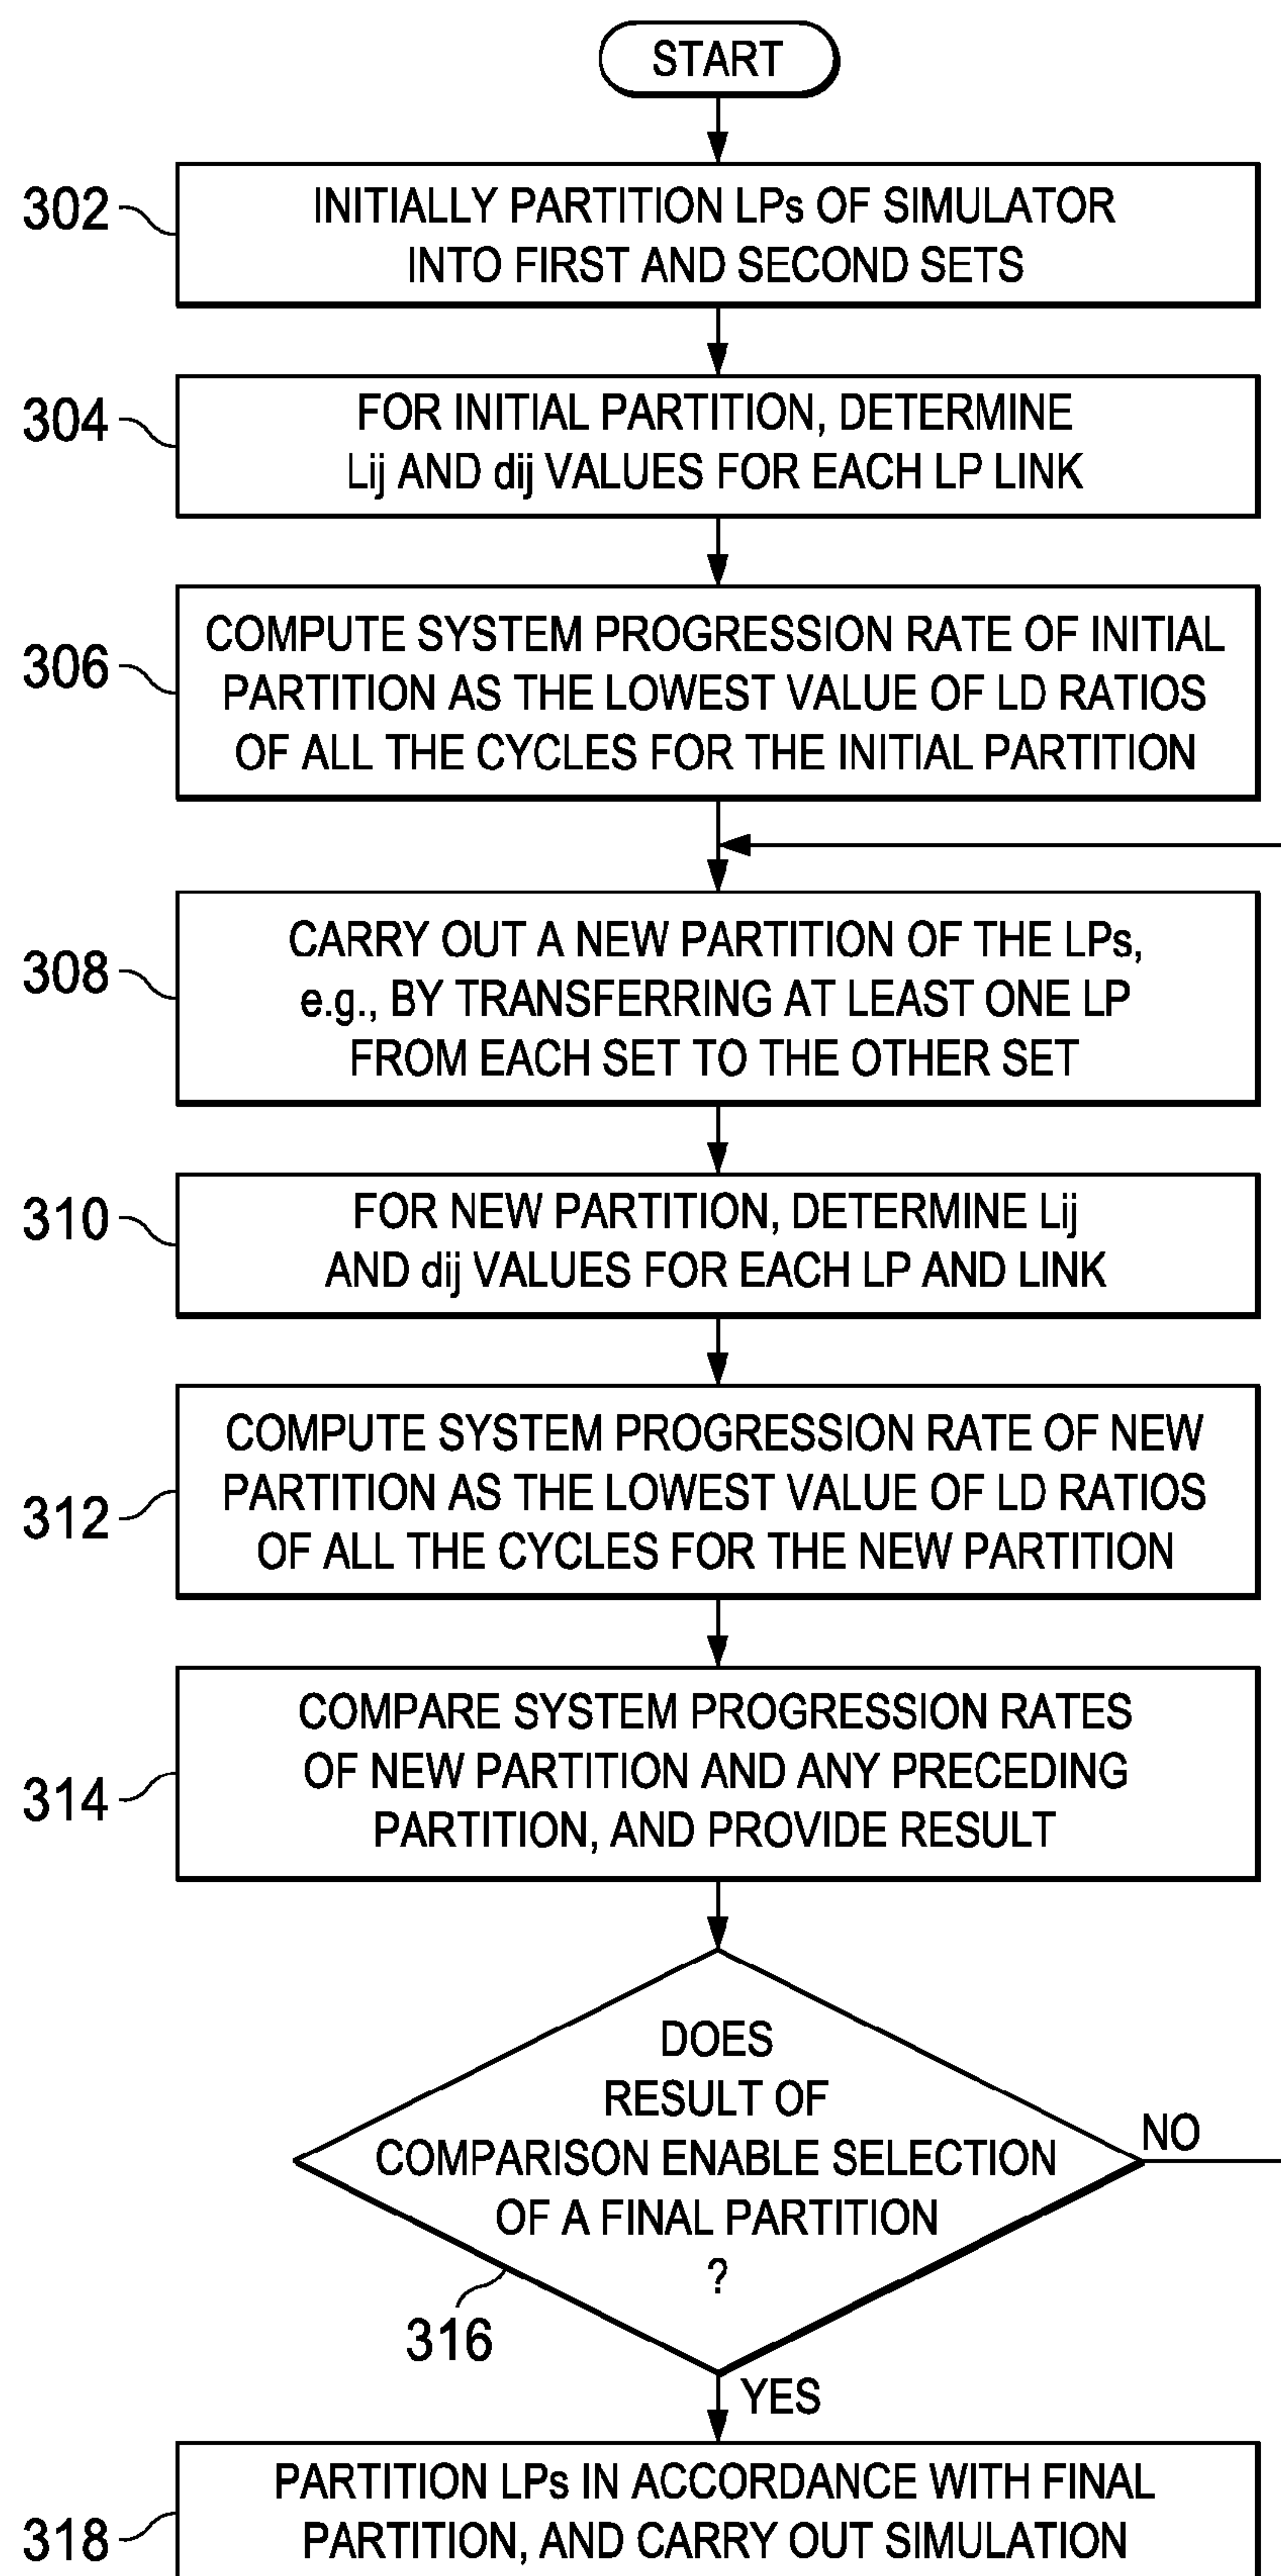 START
302
INITIALLY PARTITION LPs OF SIMULATOR
INTO FIRST AND SECOND SETS
304
FOR INITIAL PARTITION, DETERMINE
Lij AND dij VALUES FOR EACH LP LINK
306
COMPUTE SYSTEM PROGRESSION RATE OF INITIAL
PARTITION AS THE LOWEST VALUE OF LD RATIOS
OF ALL THE CYCLES FOR THE INITIAL PARTITION
308
CARRY OUT A NEW PARTITION OF THE LPs,
e.g., BY TRANSFERRING AT LEAST ONE LP
FROM EACH SET TO THE OTHER SET
310
FOR NEW PARTITION, DETERMINE Lij
AND dij VALUES FOR EACH LP AND LINK
312
COMPUTE SYSTEM PROGRESSION RATE OF NEW
PARTITION AS THE LOWEST VALUE OF LD RATIOS
OF ALL THE CYCLES FOR THE NEW PARTITION
314
COMPARE SYSTEM PROGRESSION RATES
OF NEW PARTITION AND ANY PRECEDING
PARTITION, AND PROVIDE RESULT
DOES
RESULT OF
COMPARISON ENABLE SELECTION
OF A FINAL PARTITION
?
NO
316
YES
318
PARTITION LPs IN ACCORDANCE WITH FINAL
PARTITION, AND CARRY OUT SIMULATION